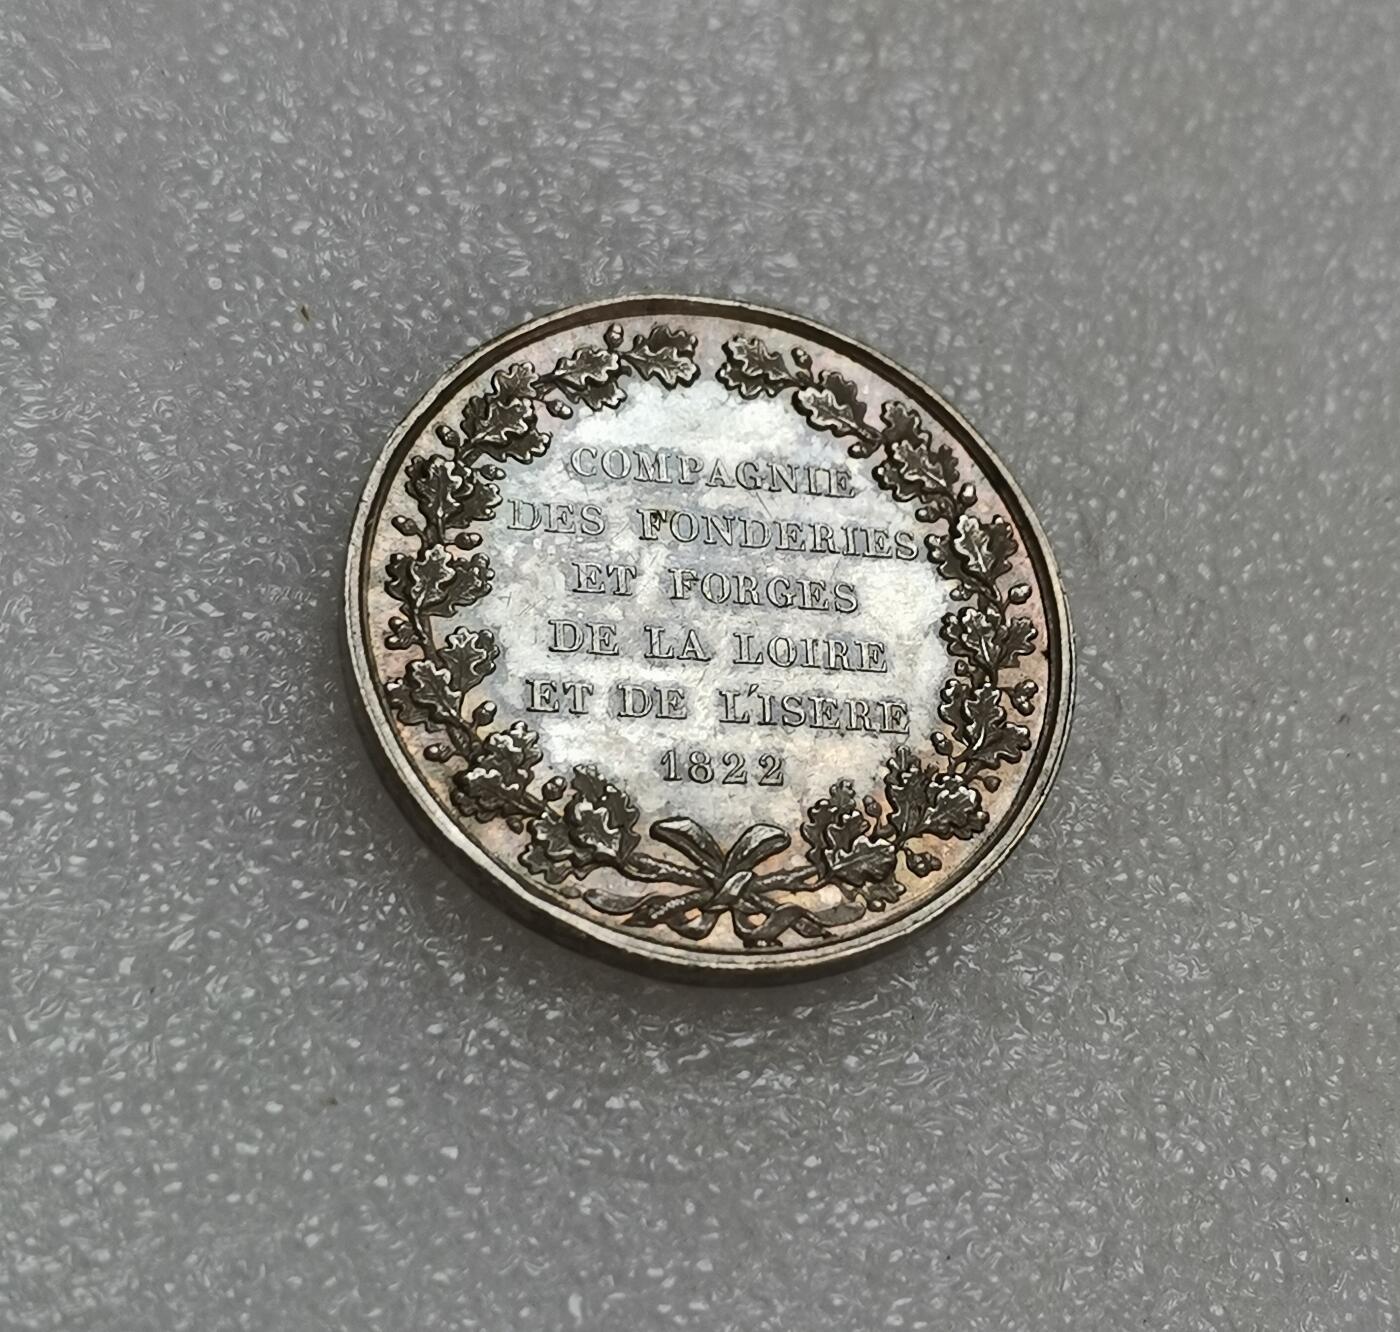 COMPAGNIE
DES FONDERIES
ET FORGES
DE LA LOIRE
ET DE L'ISERE
1822